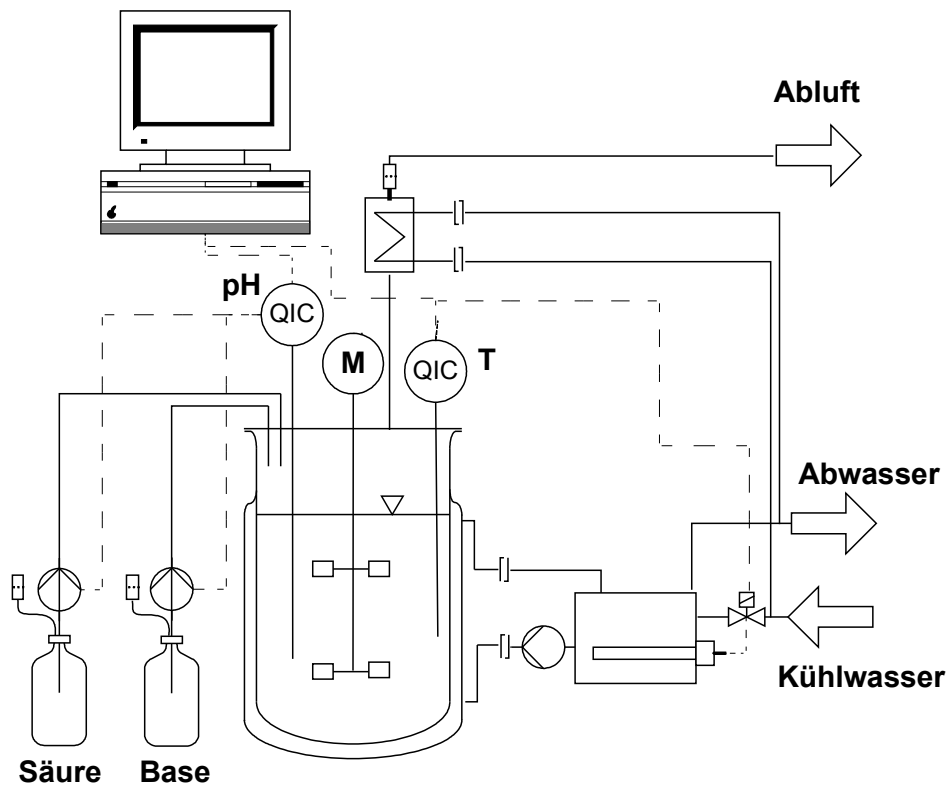 Abluft
pH
QIC
M
QIC
T
Abwasser
Kühlwasser
Säure
Base